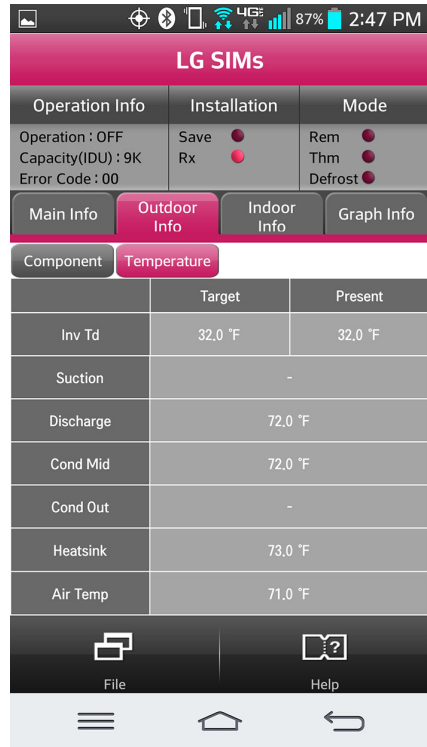 4G 87% 2:47 PM
LG SIMs
Operation Info Installation Mode
Operation : OFF Save Rem
Capacity(IDU) : 9K Rx Thm
Error Code : 00 Defrost
Main Info Outdoor Info Indoor Info Graph Info
Component Temperature
Target Present
Inv Td 32.0 °F 32.0 °F
Suction -
Discharge 72.0 °F
Cond Mid 72.0 °F
Cond Out -
Heatsink 73.0 °F
Air Temp 71.0 °F
File Help